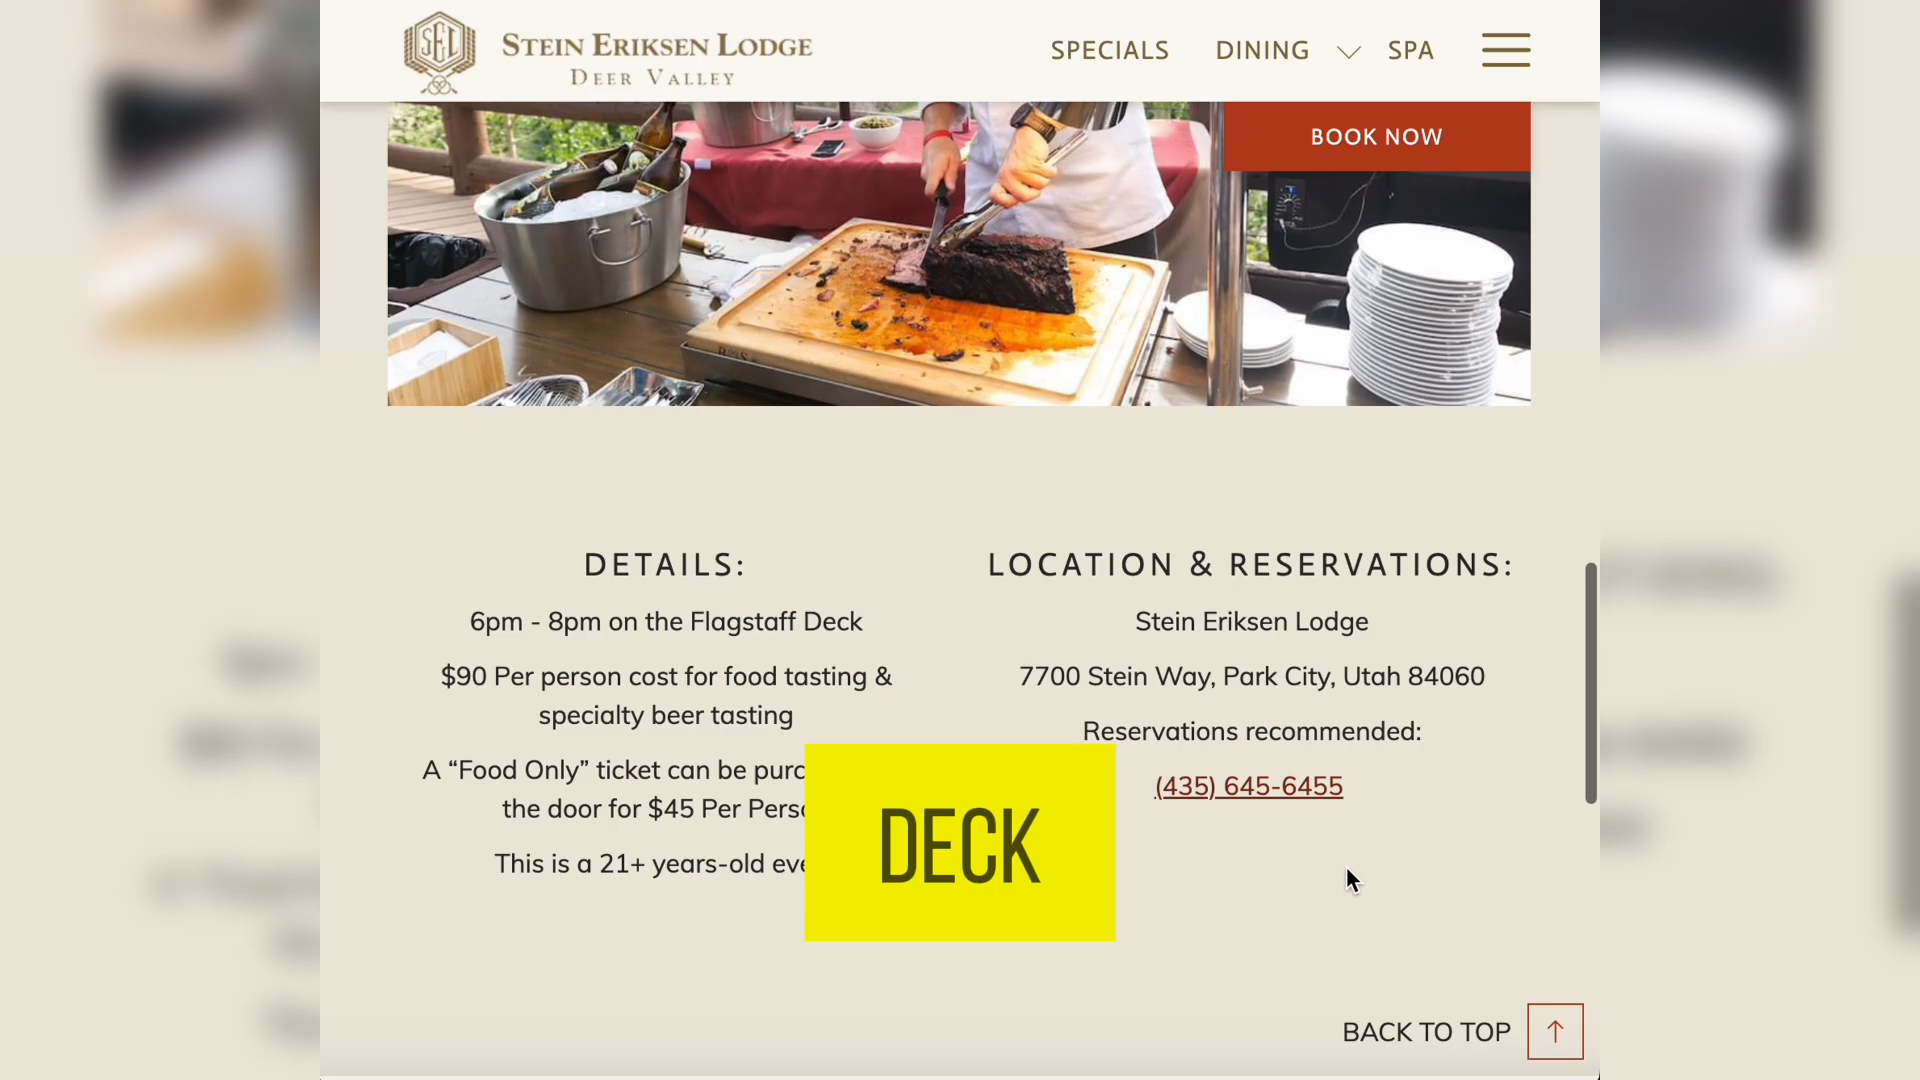 SEL
STEIN ERIKSEN LODGE
DEER VALLEY
SPECIALS
DINING
SPA
BOOK NOW
DETAILS:
6pm - 8pm on the Flagstaff Deck
$90 Per person cost for food tasting &
specialty beer tasting
A “Food Only” ticket can be
the door for $45 Per
This is a 21+ years-old
LOCATION & RESERVATIONS:
Stein Eriksen Lodge
7700 Stein Way, Park City, Utah 84060
Reservations recommended:
(435) 645-6455
DECK
BACK TO TOP